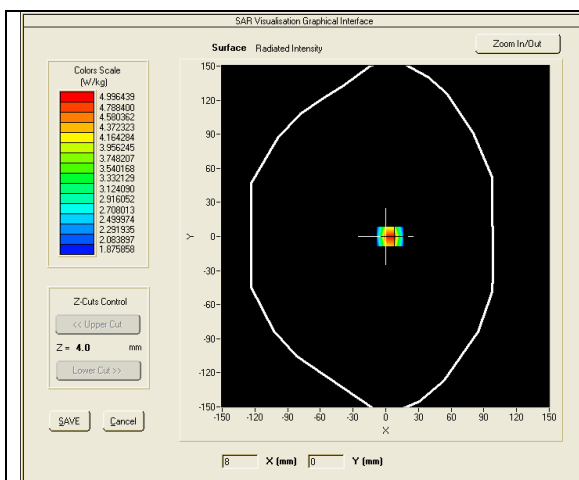 SAR Visualisation Graphical Interface
Surface Radiated Intensity
Zoom In/Out
Colors Scale
(W/kg)
4.996439
4.788400
4.580362
4.372323
4.164284
3.956245
3.748207
3.540168
3.332129
3.124090
2.916052
2.708013
2.499974
2.291935
2.083897
1.875858
Z-Cuts Control
<< Upper Cut
Z = 4.0 mm
Lower Cut >>
SAVE Cancel
150
120
90
60
30
0
-30
-60
-90
-120
-150
Y
-150 -120 -90 -60 -30 0 30 60 90 120 150
X
8 X (mm) 0 Y (mm)